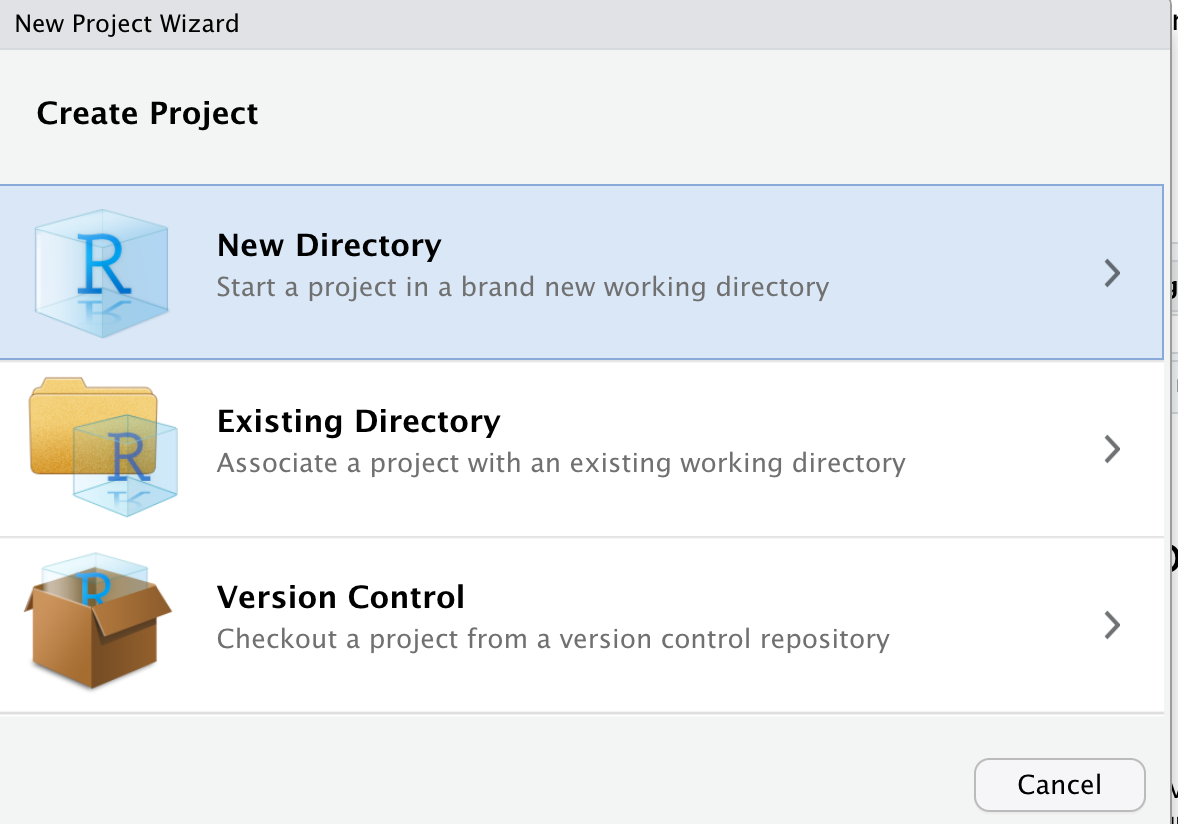 New Project Wizard
Create Project
New Directory
Start a project in a brand new working directory
Existing Directory
Associate a project with an existing working directory
Version Control
Checkout a project from a version control repository
Cancel